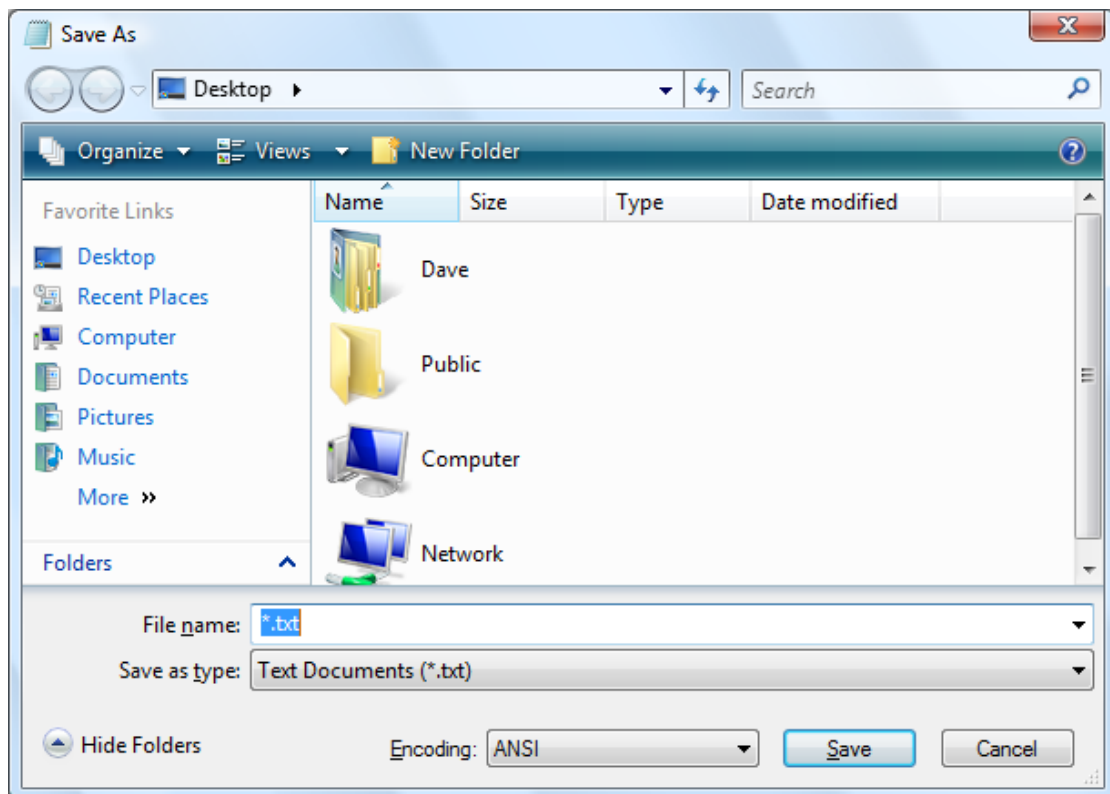 Save As
Desktop
Search
Organize Views New Folder
Favorite Links
Desktop
Recent Places
Computer
Documents
Pictures
Music
More »
Folders
Name Size Type Date modified
Dave
Public
Computer
Network
File name: *.txt
Save as type: Text Documents (*.txt)
Hide Folders Encoding: ANSI Save Cancel